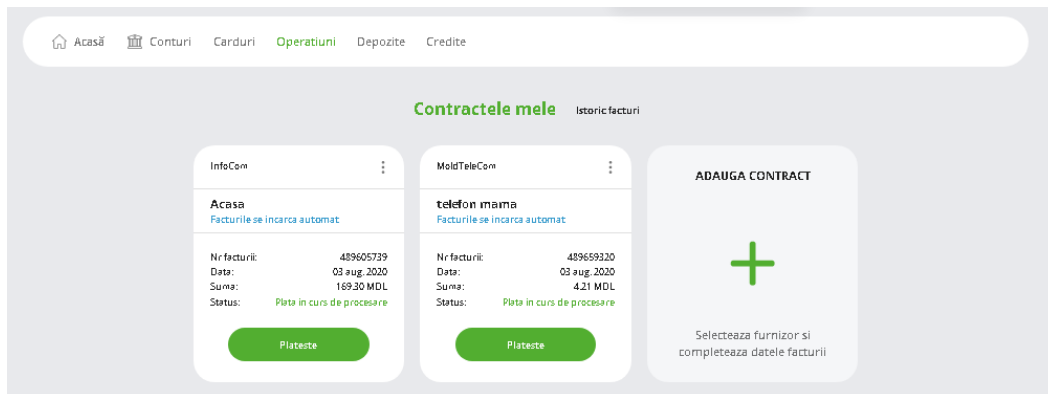 Acasă Conturi Carduri Operatiuni Depozite Credite
Contractele mele Istoric facturi
InfoCom
Acasa
Facturile se incarca automat
Nr facturii: 489605739
Data: 03 aug. 2020
Suma: 169.30 MDL
Status: Plata in curs de procesare
Plateste
MoldTeleCom
telefon mama
Facturile se incarca automat
Nr facturii: 489659320
Data: 03 aug. 2020
Suma: 4.21 MDL
Status: Plata in curs de procesare
Plateste
ADAUGA CONTRACT
Selecteaza furnizor si
completeaza datele facturii